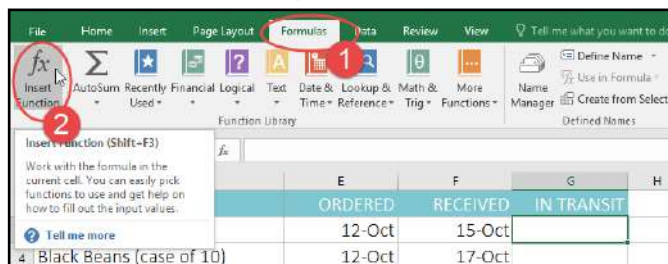 File Home Insert Page Layout Formulas Data Review View Tell me what you want to do
1
fx Insert Function AutoSum Recently Used Financial Logical Text Date & Time Lookup & Reference Math & Trig More Functions Name Manager Define Name
Use in Formula
Create from Select
2
Function Library Defined Names
Insert Function (Shift+F3)
fx
Work with the formula in the
current cell. You can easily pick
functions to use and get help on
how to fill out the input values.
Tell me more
E F G H
ORDERED RECEIVED IN TRANSIT
12-Oct 15-Oct
4 Black Beans (case of 10) 12-Oct 17-Oct